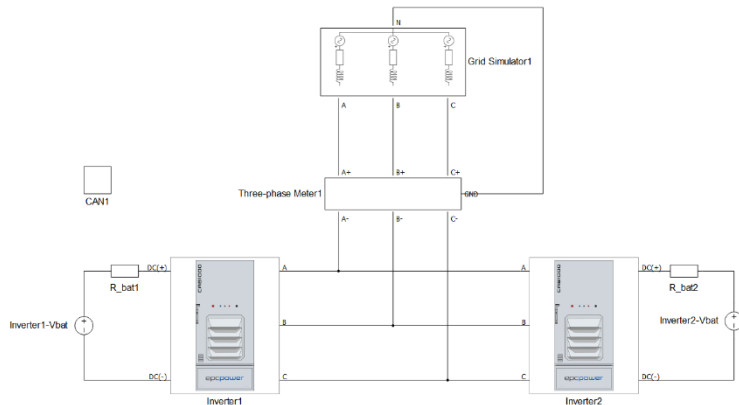 N
Grid Simulator1
A B C
A+ B+ C+
Three-phase Meter1
GND
A- B- C-
CAN1
DC(+)
A
A
DC(+)
R_bat1
R_bat2
Inverter1-Vbat
B
B
Inverter2-Vbat
epcpower
epcpower
DC(-)
C
C
DC(-)
Inverter1
Inverter2